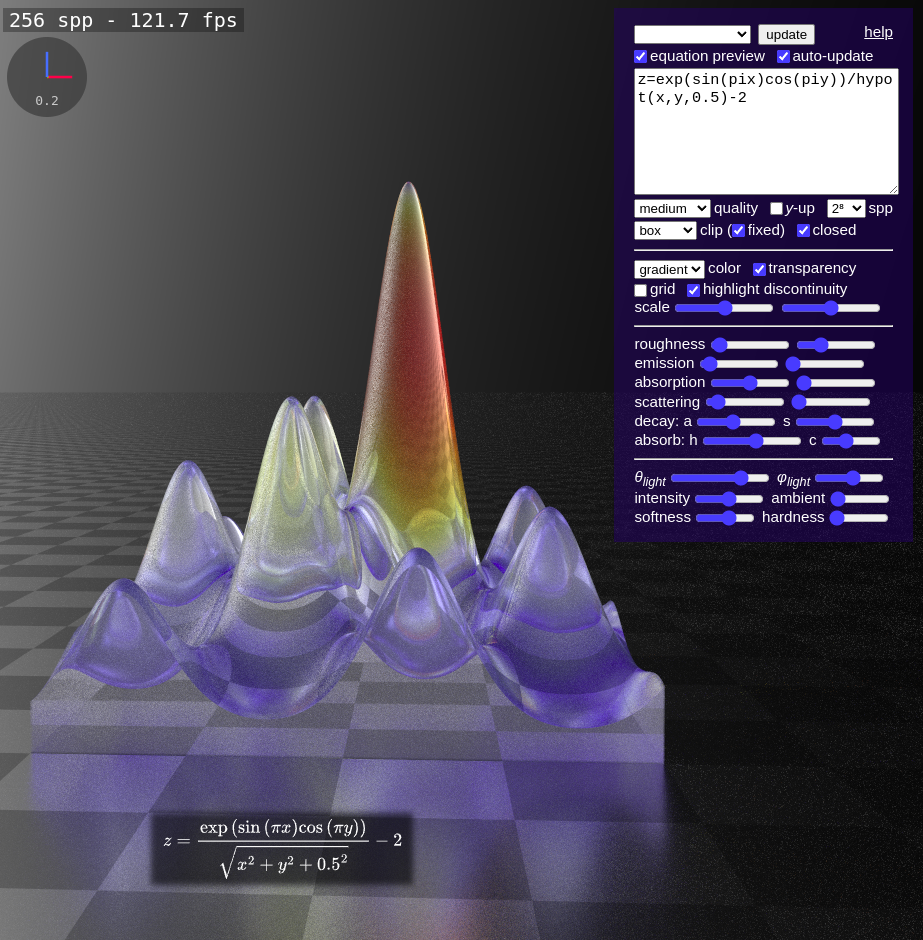 256 spp - 121.7 fps
0.2
update
help
equation preview auto-update
z=exp(sin(pix)cos(piy))/hypo
t(x,y,0.5)-2
medium quality y-up 2⁸ spp
box clip ( fixed) closed
gradient color transparency
grid highlight discontinuity
scale
roughness
emission
absorption
scattering
decay: a s
absorb: h c
θlight φlight
intensity ambient
softness hardness
z = exp (sin (πx)cos (πy)) / √(x² + y² + 0.5²) − 2